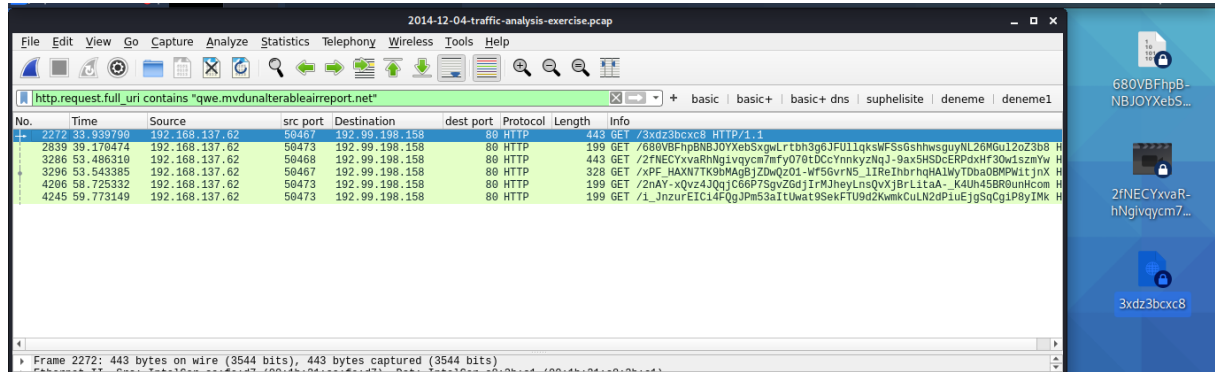 2014-12-04-traffic-analysis-exercise.pcap
File Edit View Go Capture Analyze Statistics Telephony Wireless Tools Help
http.request.full_uri contains "qwe.mvdunalterableairreport.net"
+ basic basic+ basic+ dns suphelisite deneme deneme1
No. Time Source src port Destination dest port Protocol Length Info
2272 33.939790 192.168.137.62 50467 192.99.198.158 80 HTTP 443 GET /3xdz3bcxc8 HTTP/1.1
2839 39.170474 192.168.137.62 50473 192.99.198.158 80 HTTP 199 GET /680VBFhpBNBJOYXebSxgwLrtbh3g6JFUllqksWFSsGshhwsguyNL26MGul2oZ3b8 H
3286 53.486310 192.168.137.62 50468 192.99.198.158 80 HTTP 443 GET /2fNECYxvaRhNgivqycm7mfyO70tDCcYnnkyzNqJ-9ax5HSDcERPdxHf3Ow1szmYw H
3296 53.543385 192.168.137.62 50467 192.99.198.158 80 HTTP 328 GET /xPF_HAXN7TK9bMAgBjZDwQzO1-Wf5GvrN5_lIReIhbrhqHAlWyTDbaOBMPWitjnX H
4206 58.725332 192.168.137.62 50473 192.99.198.158 80 HTTP 199 GET /2nAY-xQvz4JQqjC66P7SgvZGdjIrMJheyLnsQvXjBrLitaA-_K4Uh45BR0unHcom H
4245 59.773149 192.168.137.62 50473 192.99.198.158 80 HTTP 199 GET /i_JnzurEICi4FQgJPm53aItUwat9SekFTU9d2KwmkCuLN2dPiuEjgSqCgiP8yIMk H
Frame 2272: 443 bytes on wire (3544 bits), 443 bytes captured (3544 bits)
680VBFhpB-
NBJOYXebS...
2fNECYxvaR-
hNgivqycm7...
3xdz3bcxc8